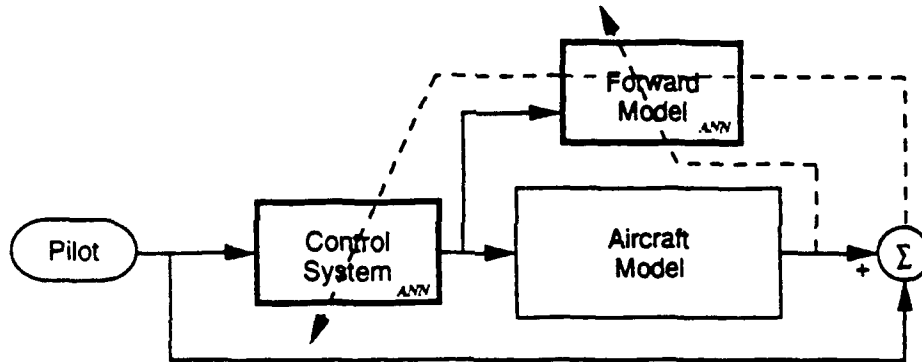 Forward
Model
ANN
Pilot
Control
System
ANN
Aircraft
Model
+
Σ